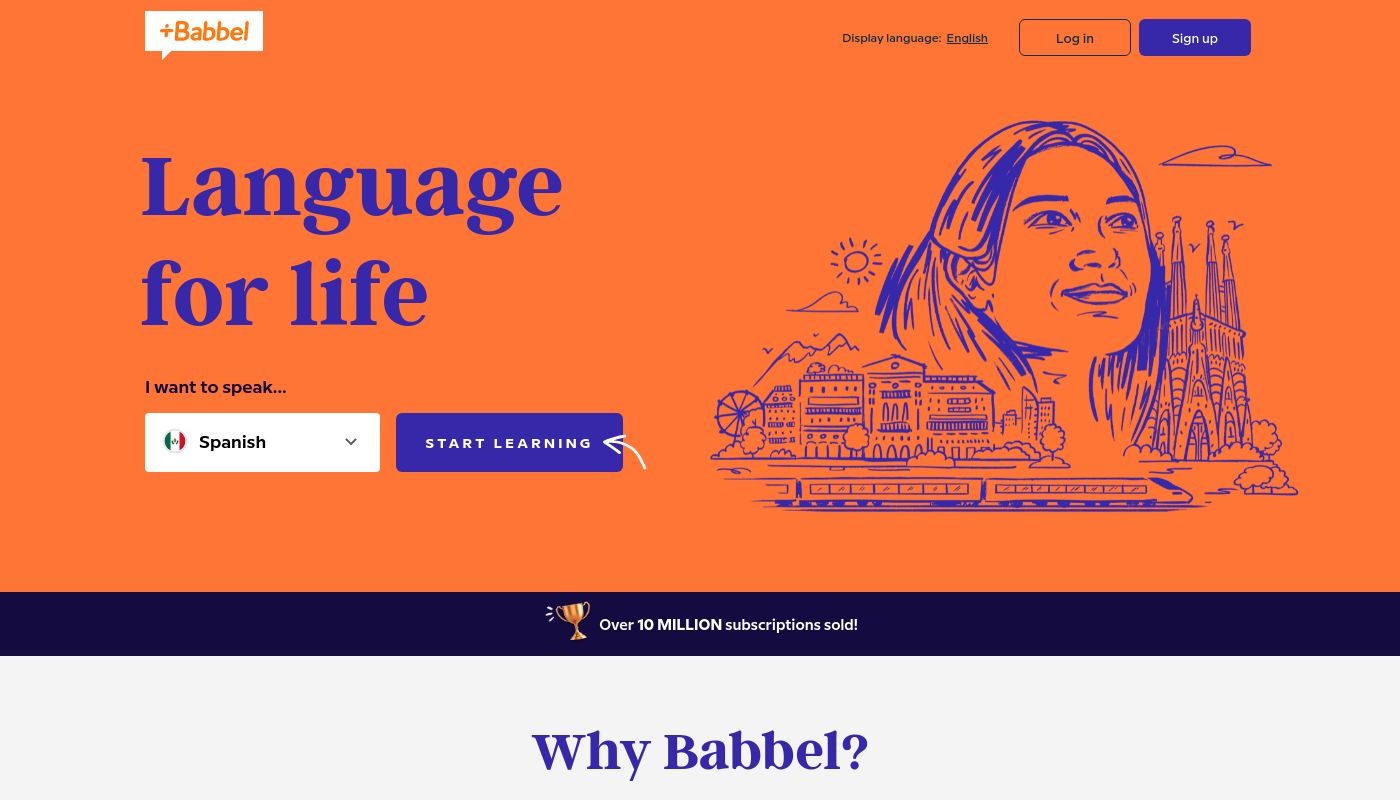 +Babbel
Display language: English
Log in
Sign up
Language
for life
I want to speak...
Spanish
START LEARNING
Over 10 MILLION subscriptions sold!
Why Babbel?